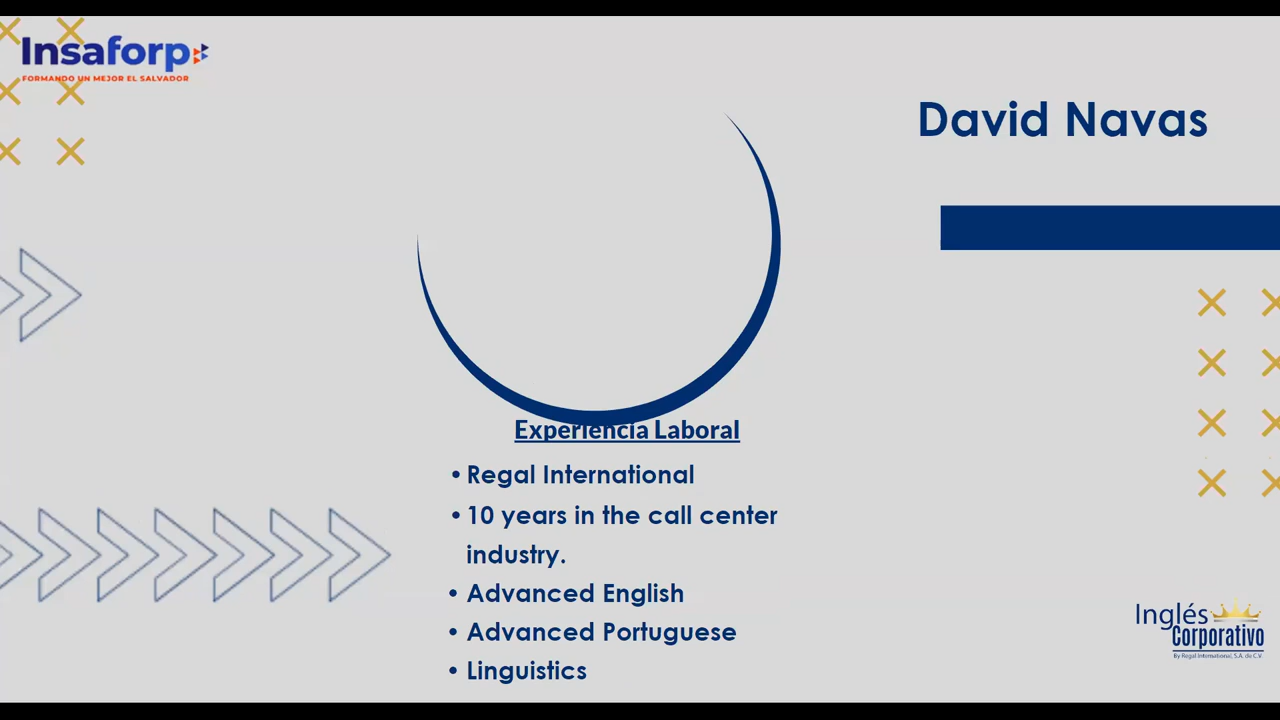 Insaforp
FORMANDO UN MEJOR EL SALVADOR
David Navas
Experiencia Laboral
• Regal International
• 10 years in the call center
industry.
• Advanced English
• Advanced Portuguese
• Linguistics
Inglés
Corporativo
By Regal International, S.A. de C.V.